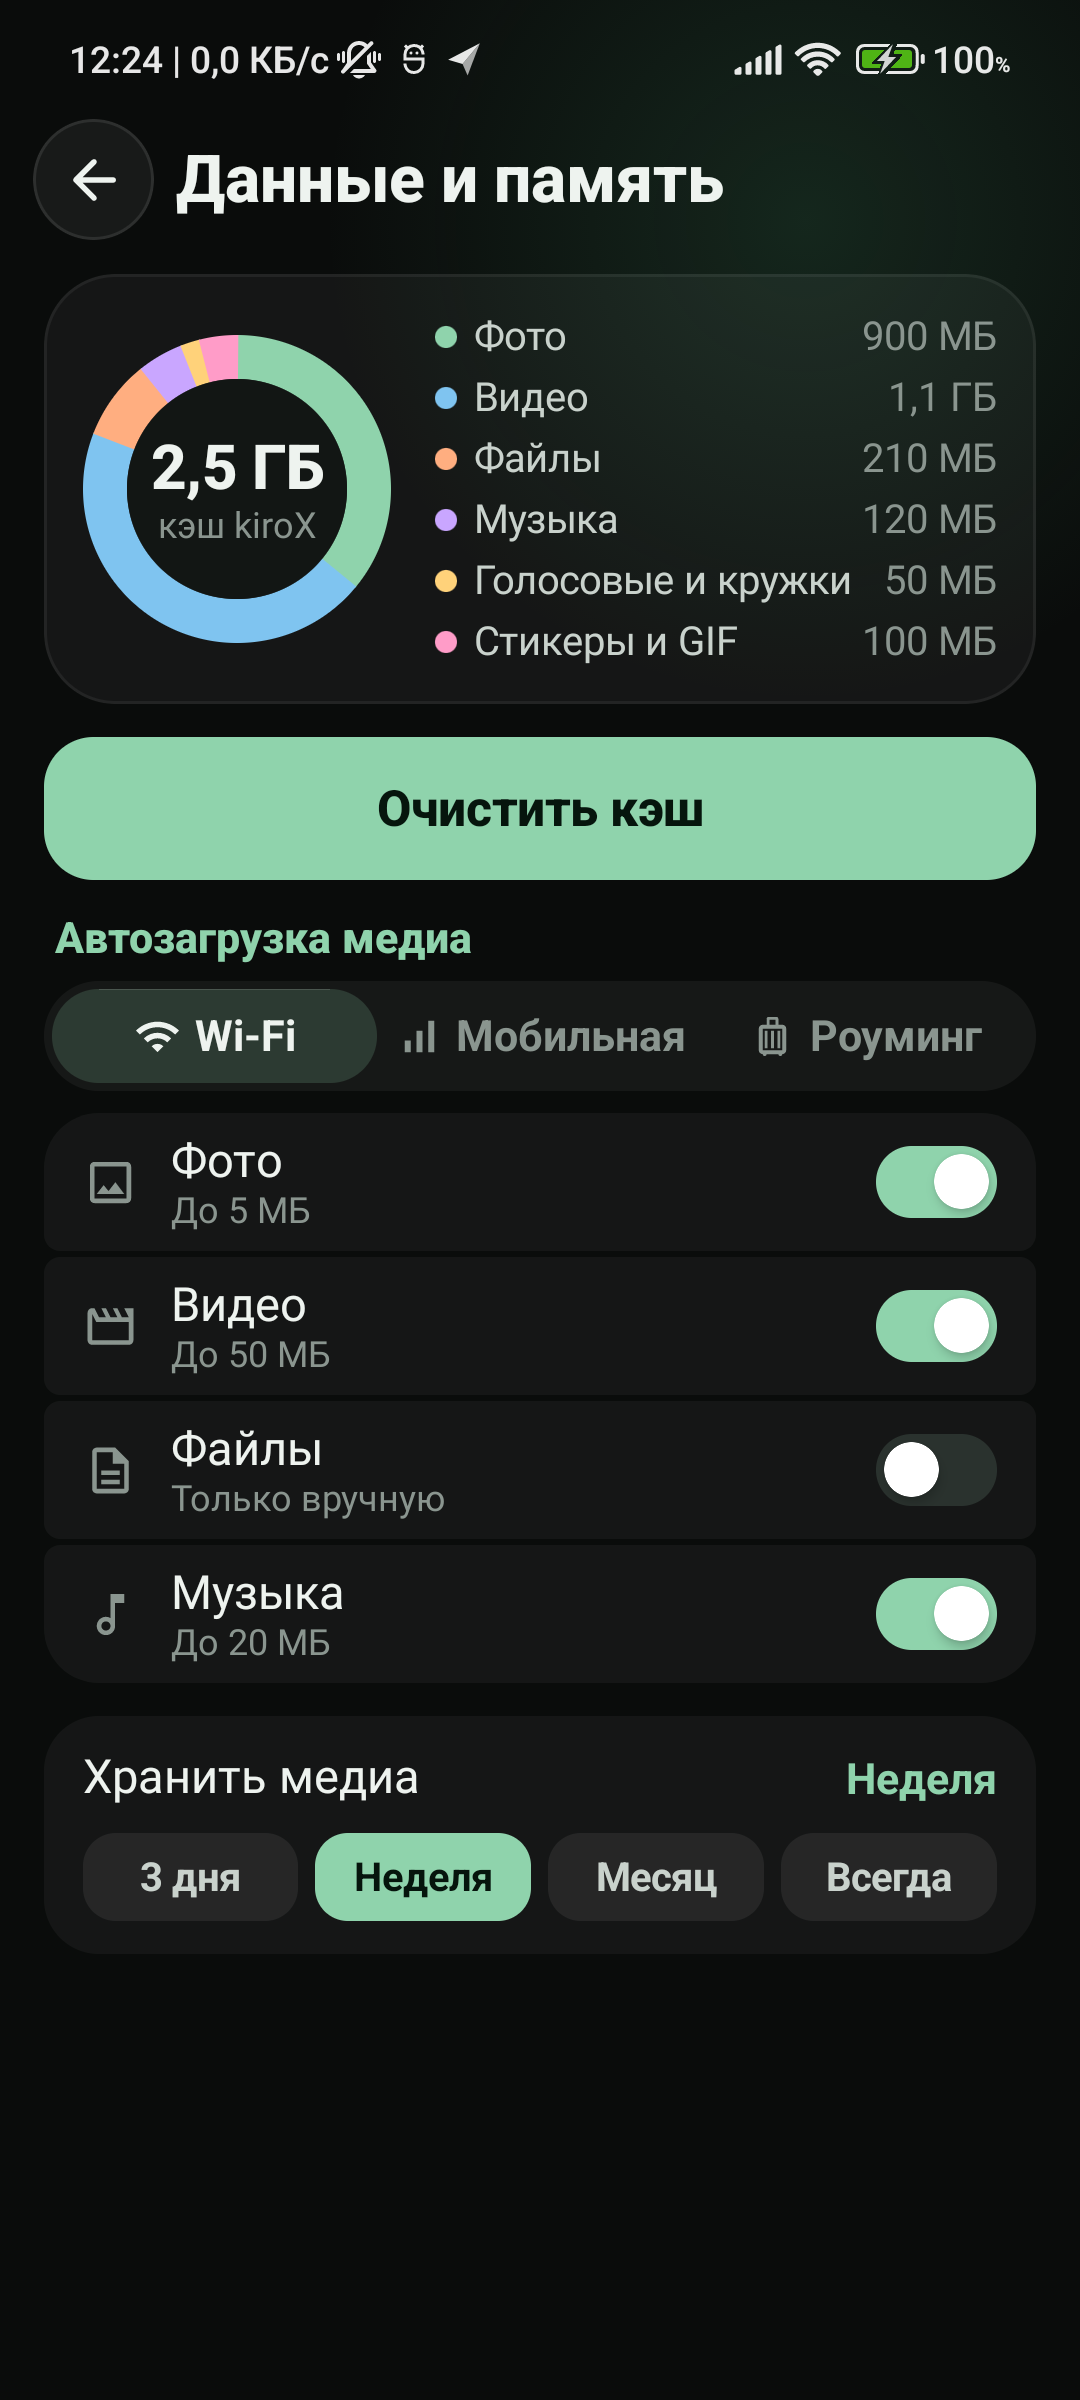 12:24 | 0,0 КБ/с 100%
Данные и память
2,5 ГБ
кэш kiroX
Фото 900 МБ
Видео 1,1 ГБ
Файлы 210 МБ
Музыка 120 МБ
Голосовые и кружки 50 МБ
Стикеры и GIF 100 МБ
Очистить кэш
Автозагрузка медиа
Wi-Fi Мобильная Роуминг
Фото
До 5 МБ
Видео
До 50 МБ
Файлы
Только вручную
Музыка
До 20 МБ
Хранить медиа Неделя
3 дня Неделя Месяц Всегда